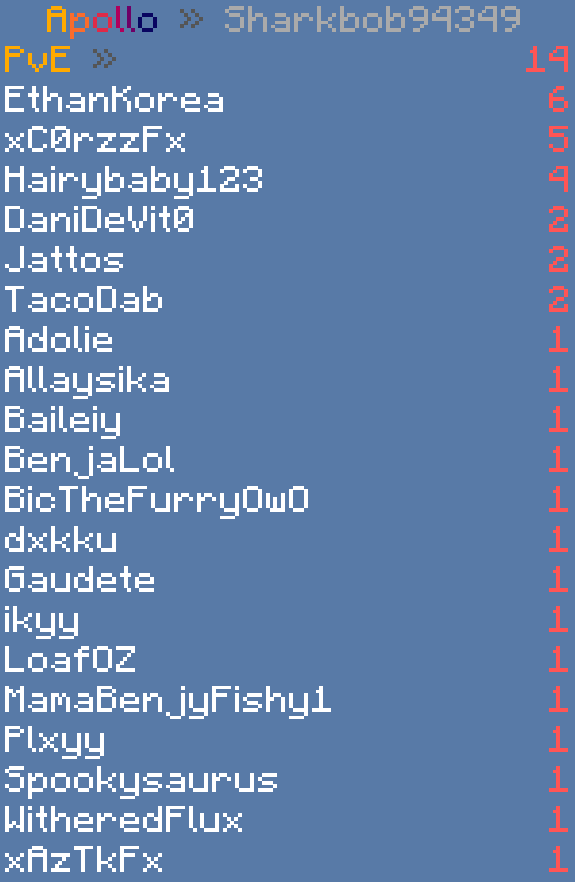 Apollo » Sharkbob94349
PvE » 14
EthanKorea 6
xC0rzzFx 5
Hairybaby123 4
DaniDeVit0 2
Jattos 2
TacoDab 2
Adolie 1
Allaysika 1
Baileiy 1
BenjaLol 1
BicTheFurryOwO 1
dxkku 1
Gaudete 1
ikyy 1
LoafOZ 1
MamaBenjyFishy1 1
Plxyy 1
Spookysaurus 1
WitheredFlux 1
xAzTkFx 1